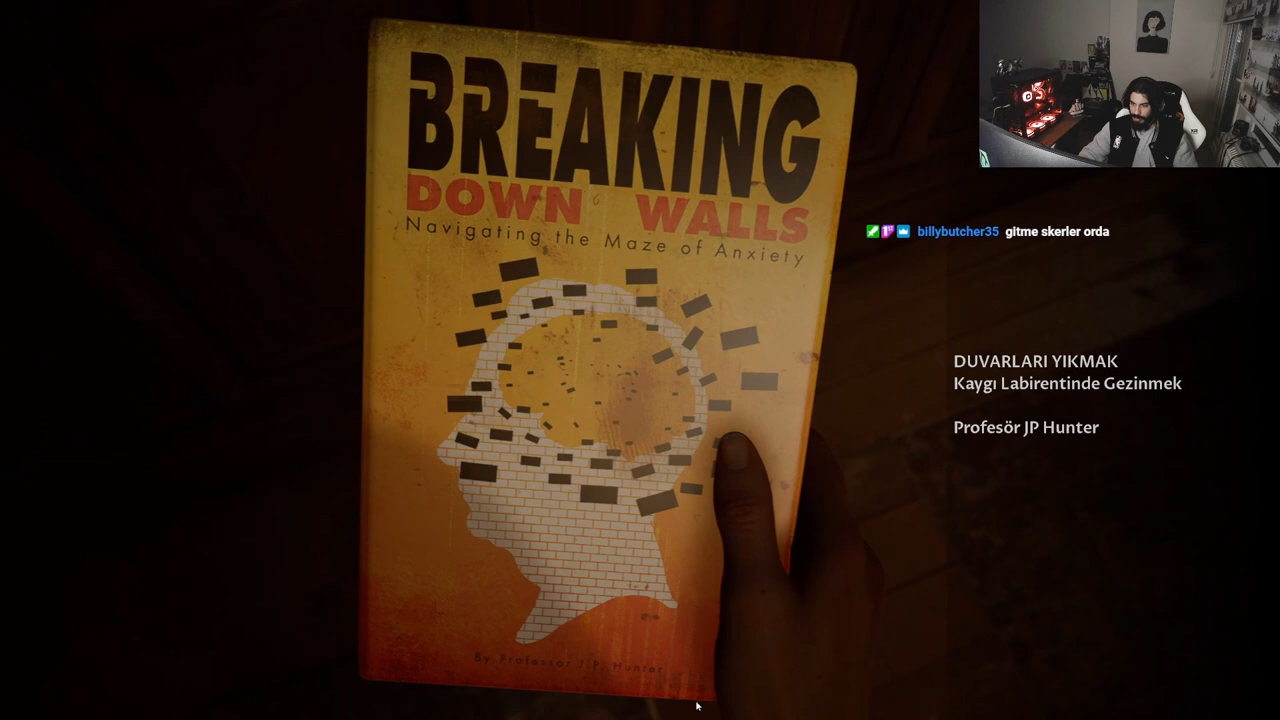 BREAKING
DOWN WALLS
Navigating the Maze of Anxiety
By Professor J.P. Hunter
billybutcher35 gitme skerler orda
DUVARLARI YIKMAK
Kaygı Labirentinde Gezinmek
Profesör JP Hunter